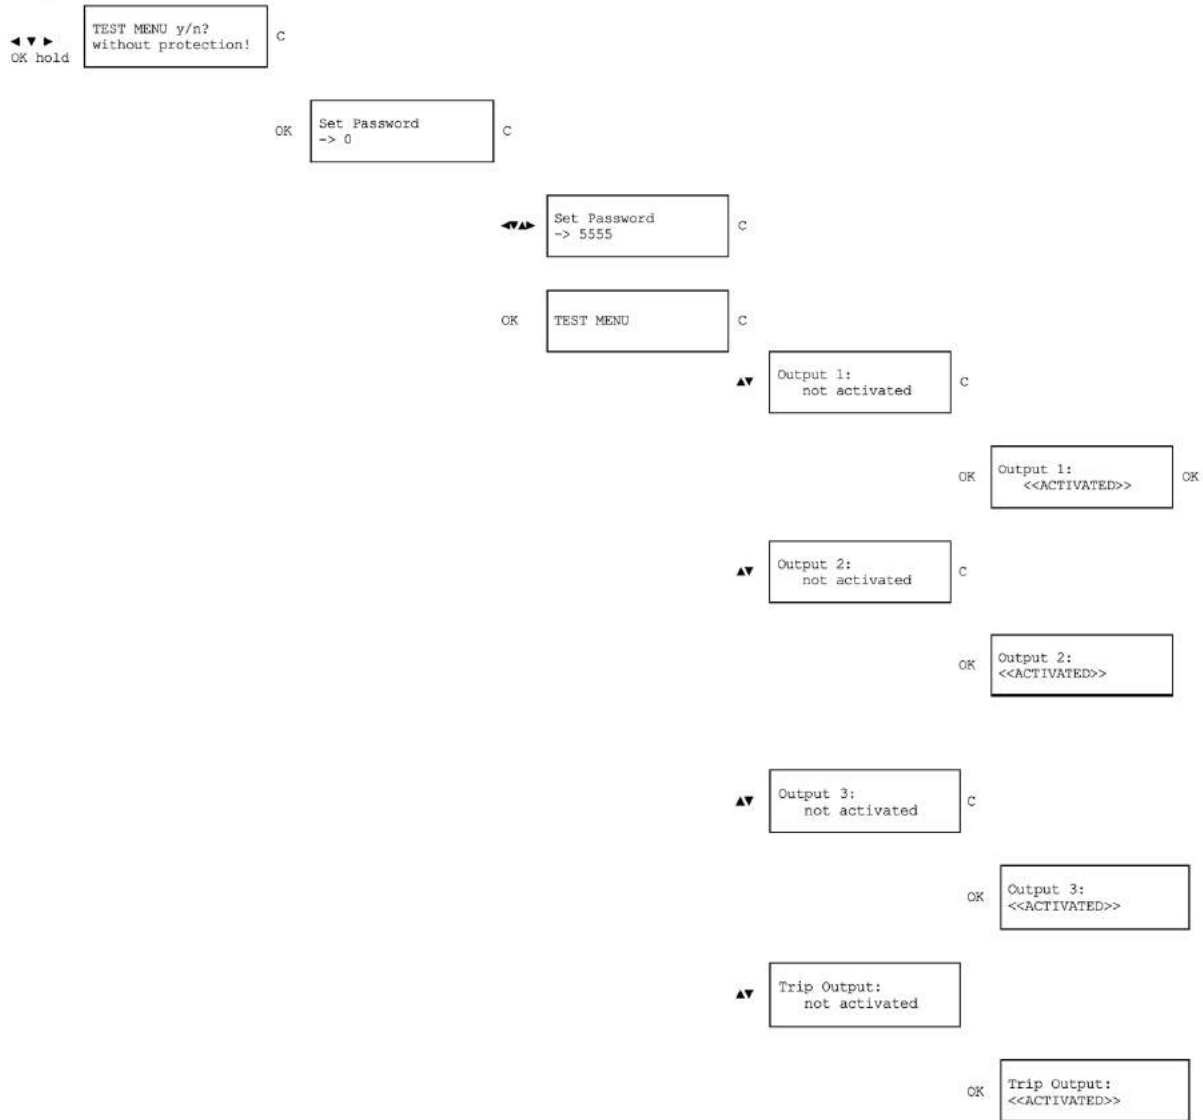 TEST MENU y/n?
without protection!
C
◄ ▼ ►
OK hold
OK
Set Password
-> 0
C
◄▼▲►
Set Password
-> 5555
C
OK
TEST MENU
C
▲▼
Output 1:
not activated
C
OK
Output 1:
<<ACTIVATED>>
OK
▲▼
Output 2:
not activated
C
OK
Output 2:
<<ACTIVATED>>
▲▼
Output 3:
not activated
C
OK
Output 3:
<<ACTIVATED>>
▲▼
Trip Output:
not activated
OK
Trip Output:
<<ACTIVATED>>